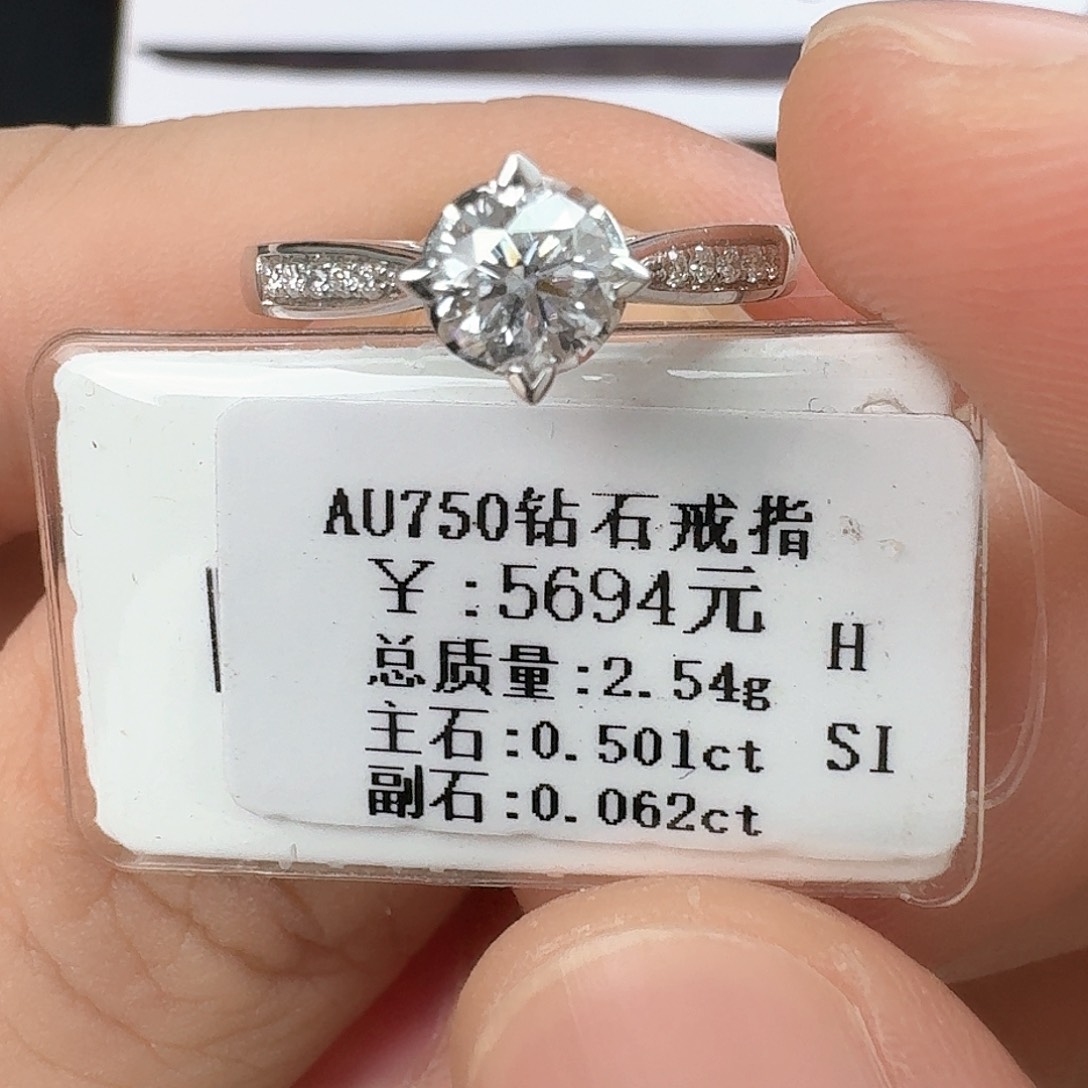 AU750钻石戒指
￥:5694元
总质量:2.54g
H
主石:0.501ct
SI
副石:0.062ct